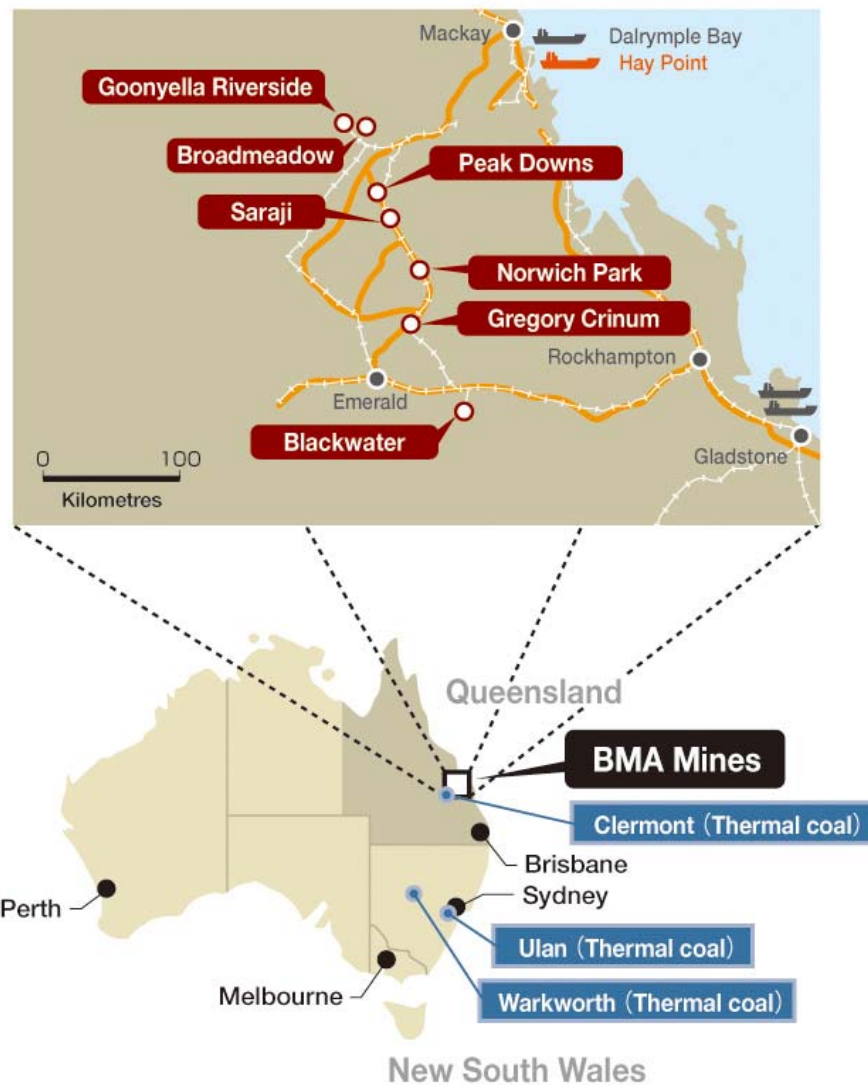 Mackay
Dalrymple Bay
Hay Point
Goonyella Riverside
Broadmeadow
Peak Downs
Saraji
Norwich Park
Gregory Crinum
Rockhampton
Emerald
Blackwater
Gladstone
0 100
Kilometres
Queensland
BMA Mines
Clermont (Thermal coal)
Brisbane
Perth
Sydney
Ulan (Thermal coal)
Melbourne
Warkworth (Thermal coal)
New South Wales